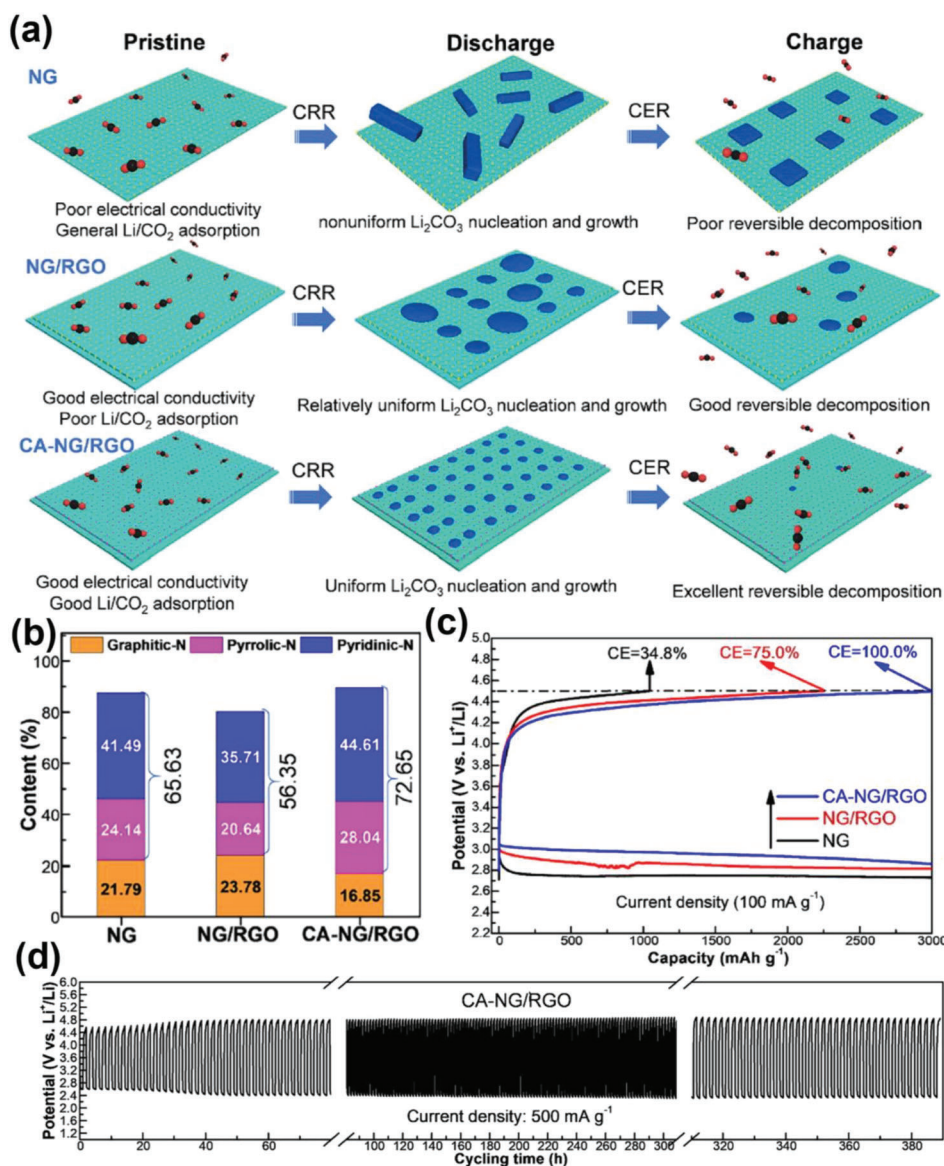 (a)
Pristine Discharge Charge
NG
CRR CER
Poor electrical conductivity
General Li/CO₂ adsorption
nonuniform Li₂CO₃ nucleation and growth
Poor reversible decomposition
NG/RGO
CRR CER
Good electrical conductivity
Poor Li/CO₂ adsorption
Relatively uniform Li₂CO₃ nucleation and growth
Good reversible decomposition
CA-NG/RGO
CRR CER
Good electrical conductivity
Good Li/CO₂ adsorption
Uniform Li₂CO₃ nucleation and growth
Excellent reversible decomposition
(b)
Graphitic-N Pyrrolic-N Pyridinic-N
Content (%)
100
80
60
40
20
0
41.49
24.14
21.79
65.63
35.71
20.64
23.78
56.35
44.61
28.04
16.85
72.65
NG NG/RGO CA-NG/RGO
(c)
Potential (V vs. Li⁺/Li)
5.0
4.8
4.6
4.4
4.2
4.0
3.8
3.6
3.4
3.2
3.0
2.8
2.6
2.4
2.2
CE=34.8% CE=75.0% CE=100.0%
CA-NG/RGO
NG/RGO
NG
Current density (100 mA g⁻¹)
0 500 1000 1500 2000 2500 3000
Capacity (mAh g⁻¹)
(d)
Potential (V vs. Li⁺/Li)
6.0
5.4
4.8
4.2
3.6
3.0
2.4
1.8
1.2
CA-NG/RGO
Current density: 500 mA g⁻¹
0 20 40 60 100 120 140 160 180 200 220 240 260 280 300 320 340 360 380
Cycling time (h)